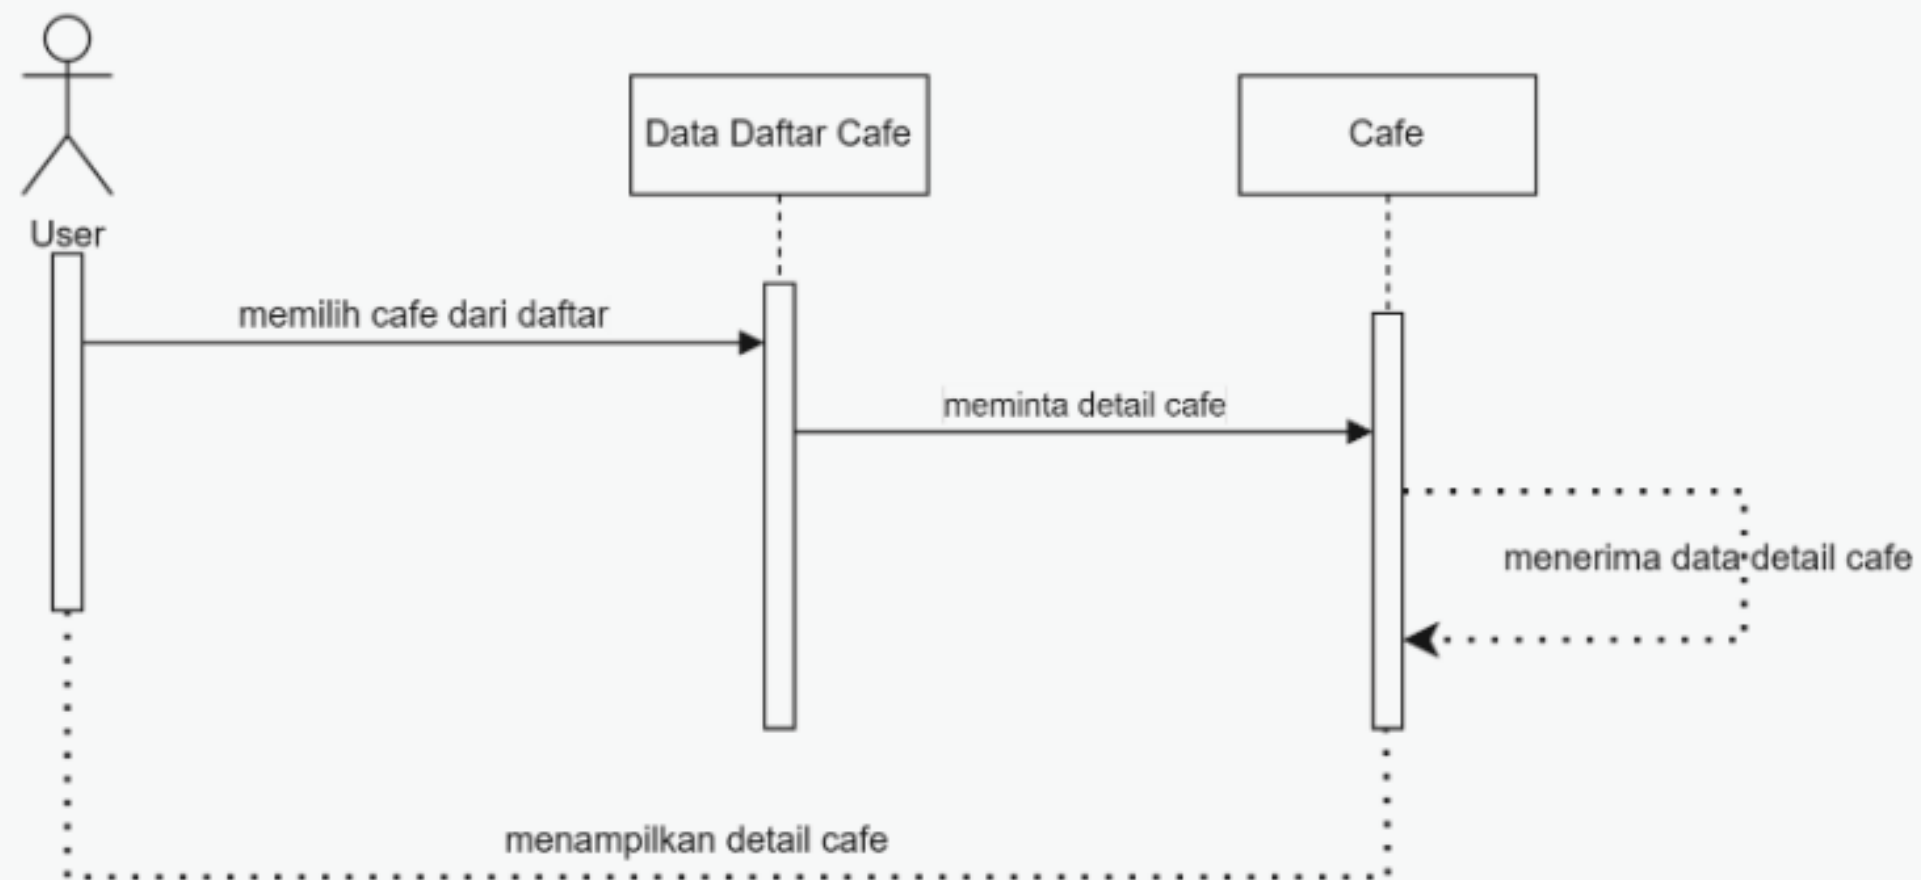 Data Daftar Cafe
Cafe
User
memilih cafe dari daftar
meminta detail cafe
menerima data detail cafe
menampilkan detail cafe